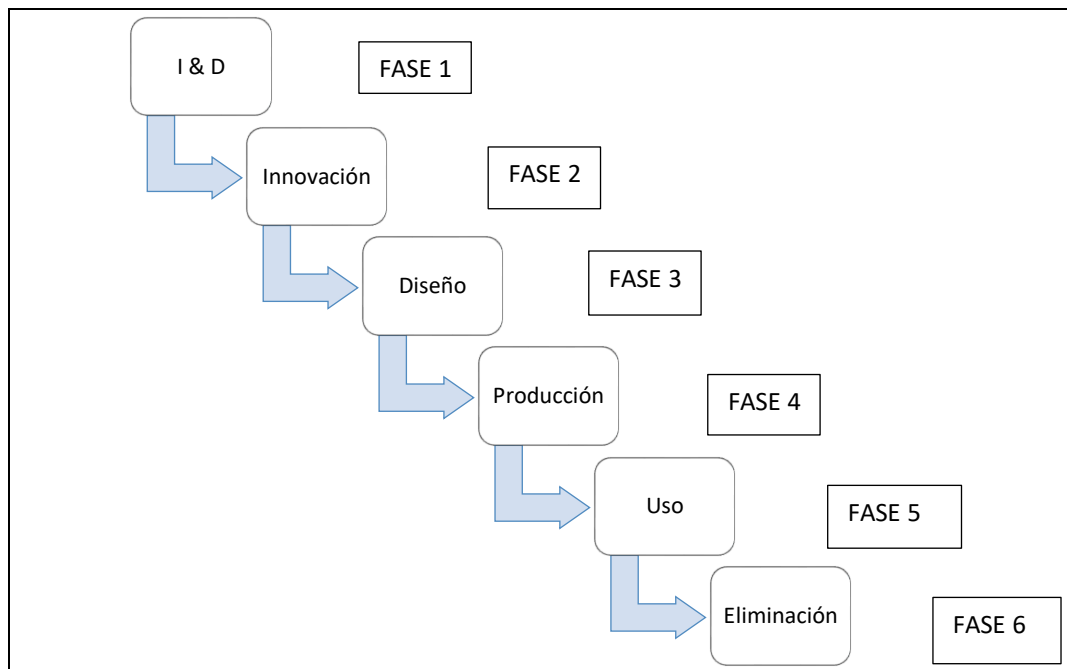 I & D
FASE 1
Innovación
FASE 2
Diseño
FASE 3
Producción
FASE 4
Uso
FASE 5
Eliminación
FASE 6